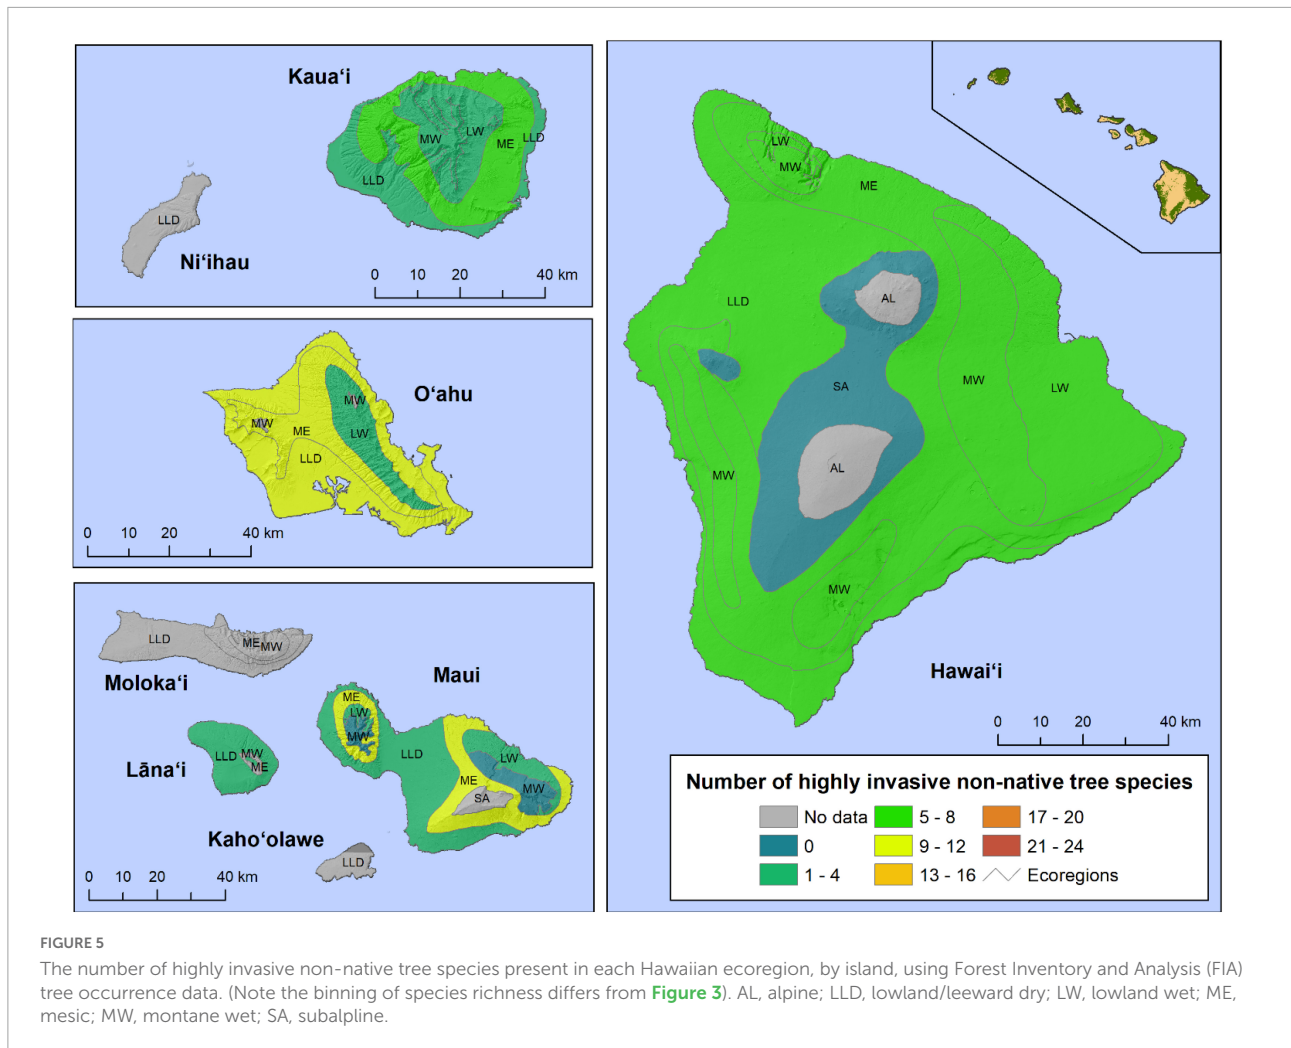 Kauaʻi
MW
LW
ME
LLD
LLD
LLD
Niʻihau
0 10 20 40 km
Oʻahu
MW
MW
ME
LW
LLD
0 10 20 40 km
LLD
ME
MW
Molokaʻi
Maui
ME
LW
MW
LLD
LW
ME
MW
SA
LLD
MW
ME
Lānaʻi
Kahoʻolawe
LLD
0 10 20 40 km
LW
MW
ME
AL
LLD
SA
MW
LW
AL
MW
MW
Hawaiʻi
0 10 20 40 km
Number of highly invasive non-native tree species
No data
0
1 - 4
5 - 8
9 - 12
13 - 16
17 - 20
21 - 24
Ecoregions
FIGURE 5
The number of highly invasive non-native tree species present in each Hawaiian ecoregion, by island, using Forest Inventory and Analysis (FIA)
tree occurrence data. (Note the binning of species richness differs from Figure 3). AL, alpine; LLD, lowland/leeward dry; LW, lowland wet; ME,
mesic; MW, montane wet; SA, subalpline.